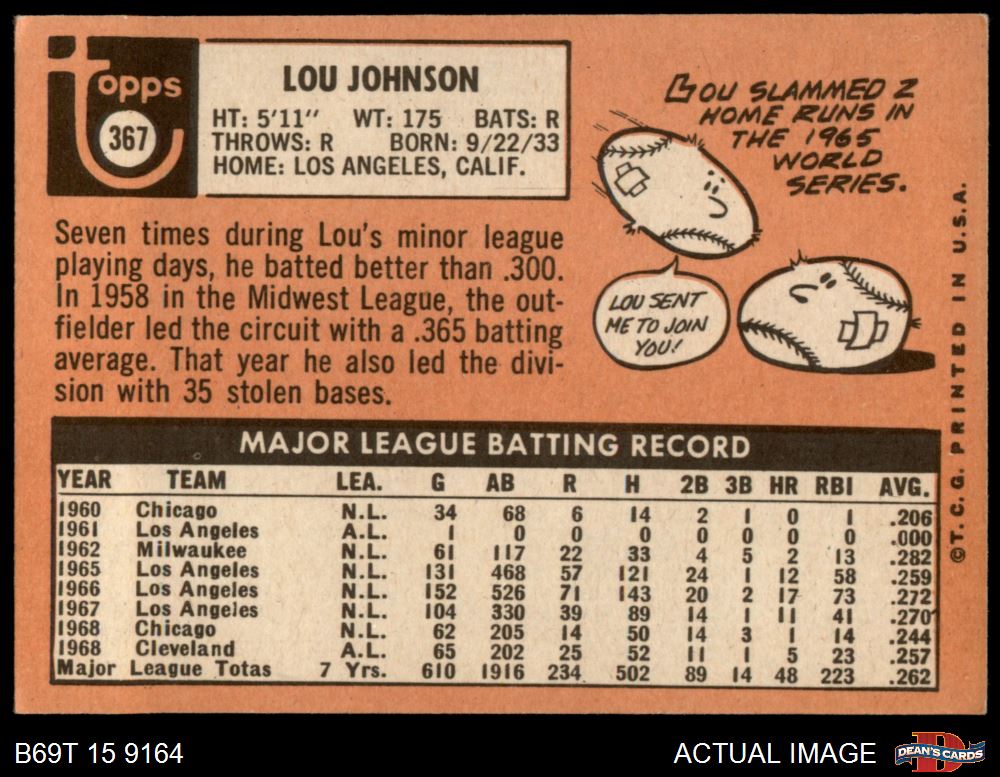 Topps
367
LOU JOHNSON
HT: 5'11" WT: 175 BATS: R
THROWS: R BORN: 9/22/33
HOME: LOS ANGELES, CALIF.
LOU SLAMMED 2
HOME RUNS IN
THE 1965
WORLD
SERIES.
LOU SENT
ME TO JOIN
YOU!
Seven times during Lou's minor league
playing days, he batted better than .300.
In 1958 in the Midwest League, the out-
fielder led the circuit with a .365 batting
average. That year he also led the divi-
sion with 35 stolen bases.
MAJOR LEAGUE BATTING RECORD
YEAR TEAM LEA. G AB R H 2B 3B HR RBI AVG.
1960 Chicago N.L. 34 68 6 14 2 1 0 1 .206
1961 Los Angeles A.L. 1 0 0 0 0 0 0 0 .000
1962 Milwaukee N.L. 61 117 22 33 4 5 2 13 .282
1965 Los Angeles N.L. 131 468 57 121 24 1 12 58 .259
1966 Los Angeles N.L. 152 526 71 143 20 2 17 73 .272
1967 Los Angeles N.L. 104 330 39 89 14 1 11 41 .270
1968 Chicago N.L. 62 205 14 50 14 3 1 14 .244
1968 Cleveland A.L. 65 202 25 52 11 1 5 23 .257
Major League Totas 7 Yrs. 610 1916 234 502 89 14 48 223 .262
©T. C. G. PRINTED IN U.S.A.
B69T 15 9164
ACTUAL IMAGE
D
DEAN'S CARDS